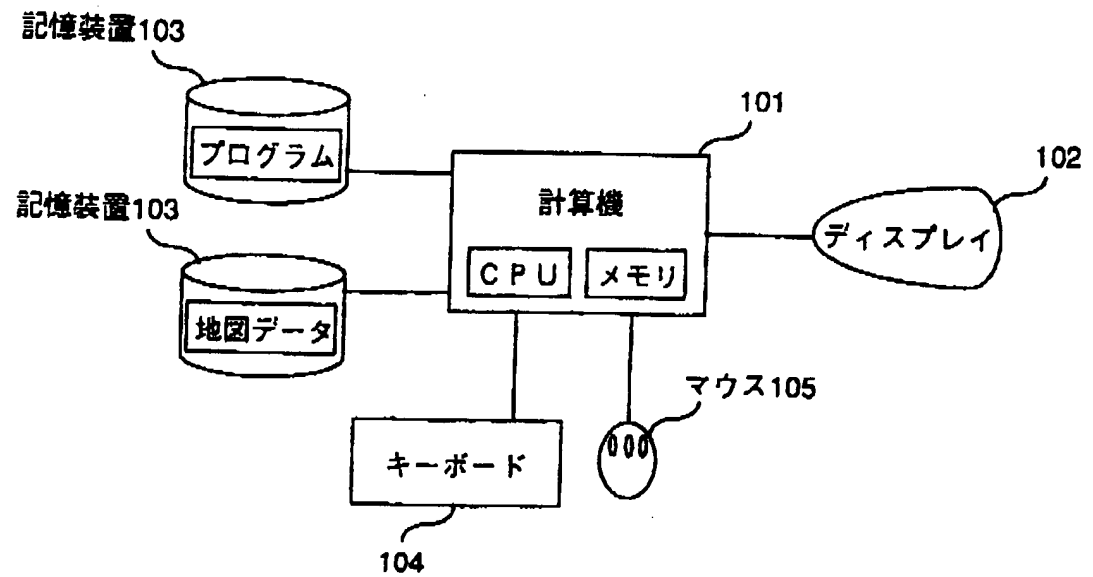 記憶装置103
プログラム
記憶装置103
地図データ
101
計算機
CPU
メモリ
102
ディスプレイ
マウス105
キーボード
104